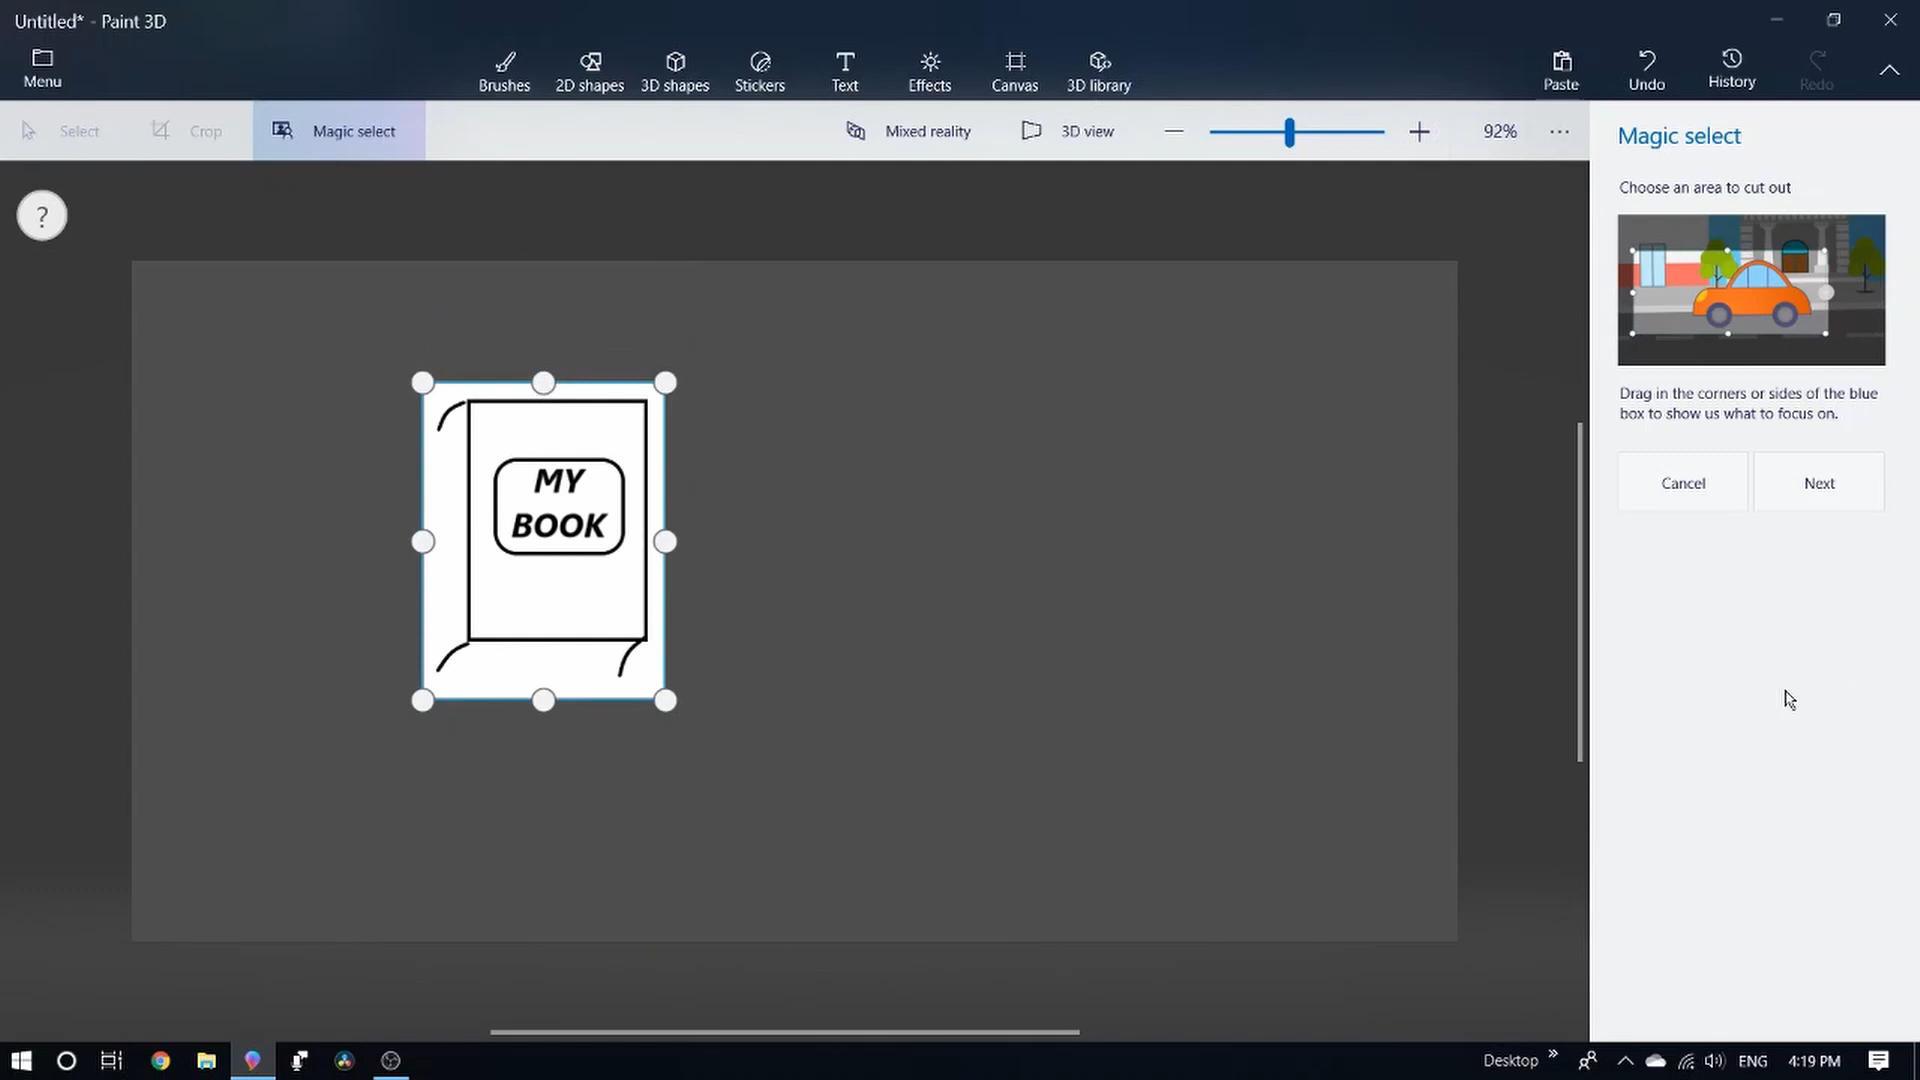 Untitled* - Paint 3D
Menu
Brushes
2D shapes
3D shapes
Stickers
Text
Effects
Canvas
3D library
Paste
Undo
History
Redo
Select
Crop
Magic select
Mixed reality
3D view
92%
Magic select
Choose an area to cut out
Drag in the corners or sides of the blue
box to show us what to focus on.
Cancel
Next
?
MY
BOOK
Desktop
ENG
4:19 PM